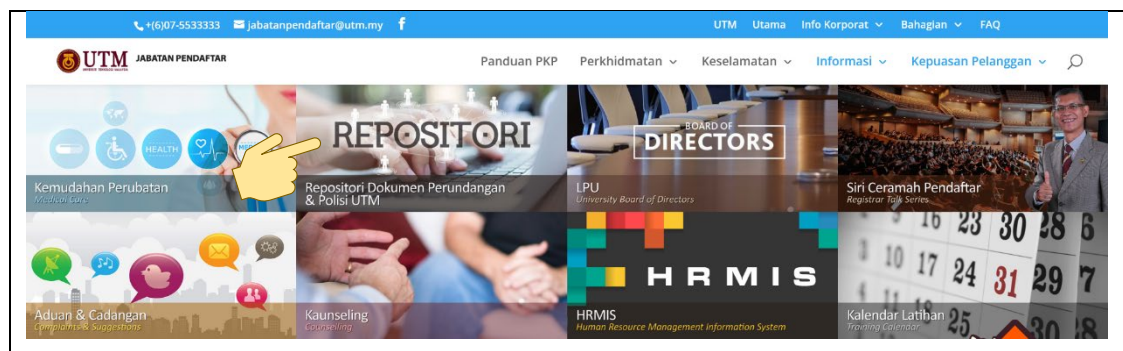 +(6)07-5533333 jabatanpendaftar@utm.my f UTM Utama Info Korporat Bahagian FAQ
UTM JABATAN PENDAFTAR Panduan PKP Perkhidmatan Keselamatan Informasi Kepuasan Pelanggan
HEALTH
REPOSITORI
BOARD OF
DIRECTORS
Kemudahan Perubatan
Medical Care
Repositori Dokumen Perundangan
& Polisi UTM
LPU
University Board of Directors
Siri Ceramah Pendaftar
Registrar Talk Series
HRMIS
16 23 30 28 6
10 17 24 31 29 7
25 30 8
Aduan & Cadangan
Complaints & Suggestions
Kaunseling
Counselling
HRMIS
Human Resource Management Information System
Kalendar Latihan
Training Calendar